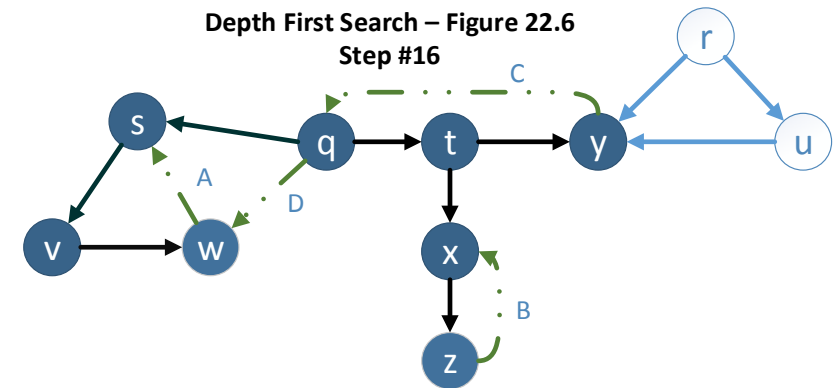 Depth First Search – Figure 22.6
Step #16
C
r
s
q
t
y
u
A
D
v
w
x
B
z